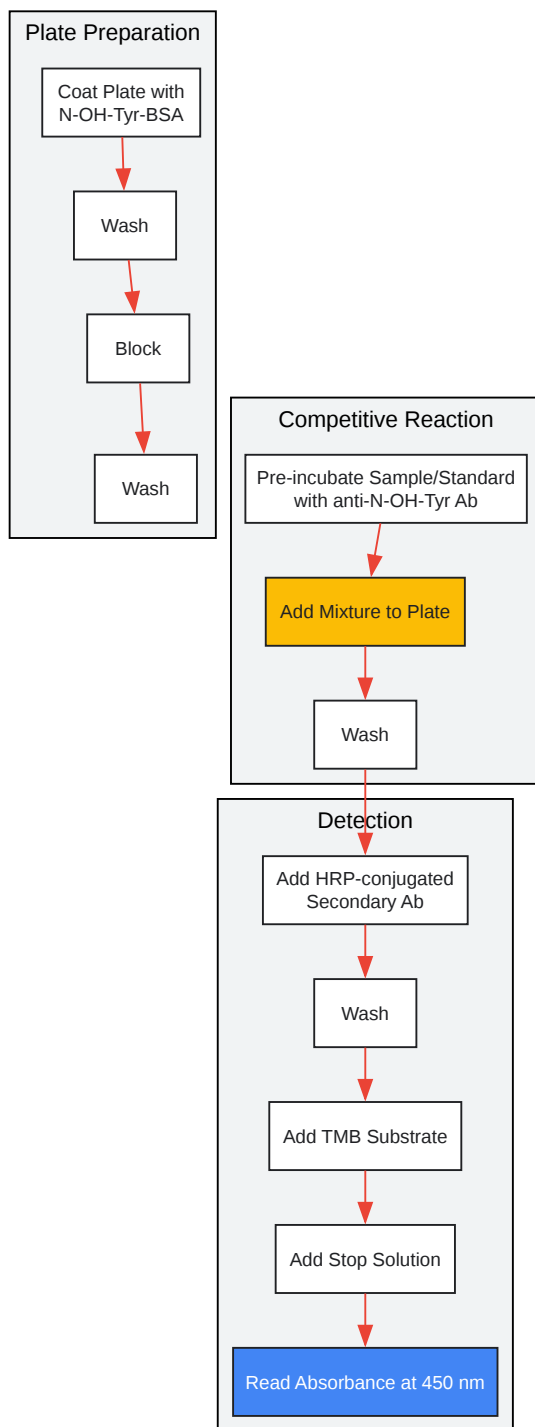 Plate Preparation
Coat Plate with
N-OH-Tyr-BSA
Wash
Block
Wash
Competitive Reaction
Pre-incubate Sample/Standard
with anti-N-OH-Tyr Ab
Add Mixture to Plate
Wash
Detection
Add HRP-conjugated
Secondary Ab
Wash
Add TMB Substrate
Add Stop Solution
Read Absorbance at 450 nm